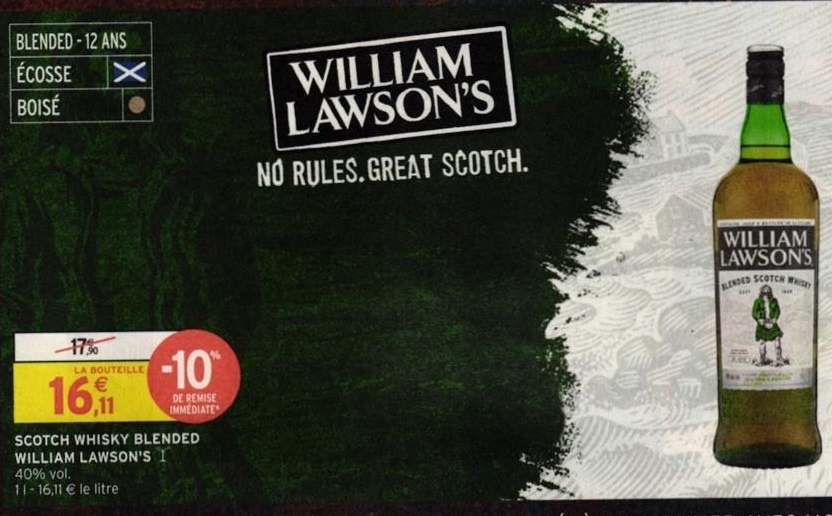 BLENDED - 12 ANS
ÉCOSSE
BOISÉ
WILLIAM
LAWSON'S
NO RULES. GREAT SCOTCH.
WILLIAM
LAWSON'S
BLENDED SCOTCH WHISKY
17,90
LA BOUTEILLE
16€,11
-10%
DE REMISE
IMMÉDIATE*
SCOTCH WHISKY BLENDED
WILLIAM LAWSON'S I
40% vol.
1 l - 16,11 € le litre